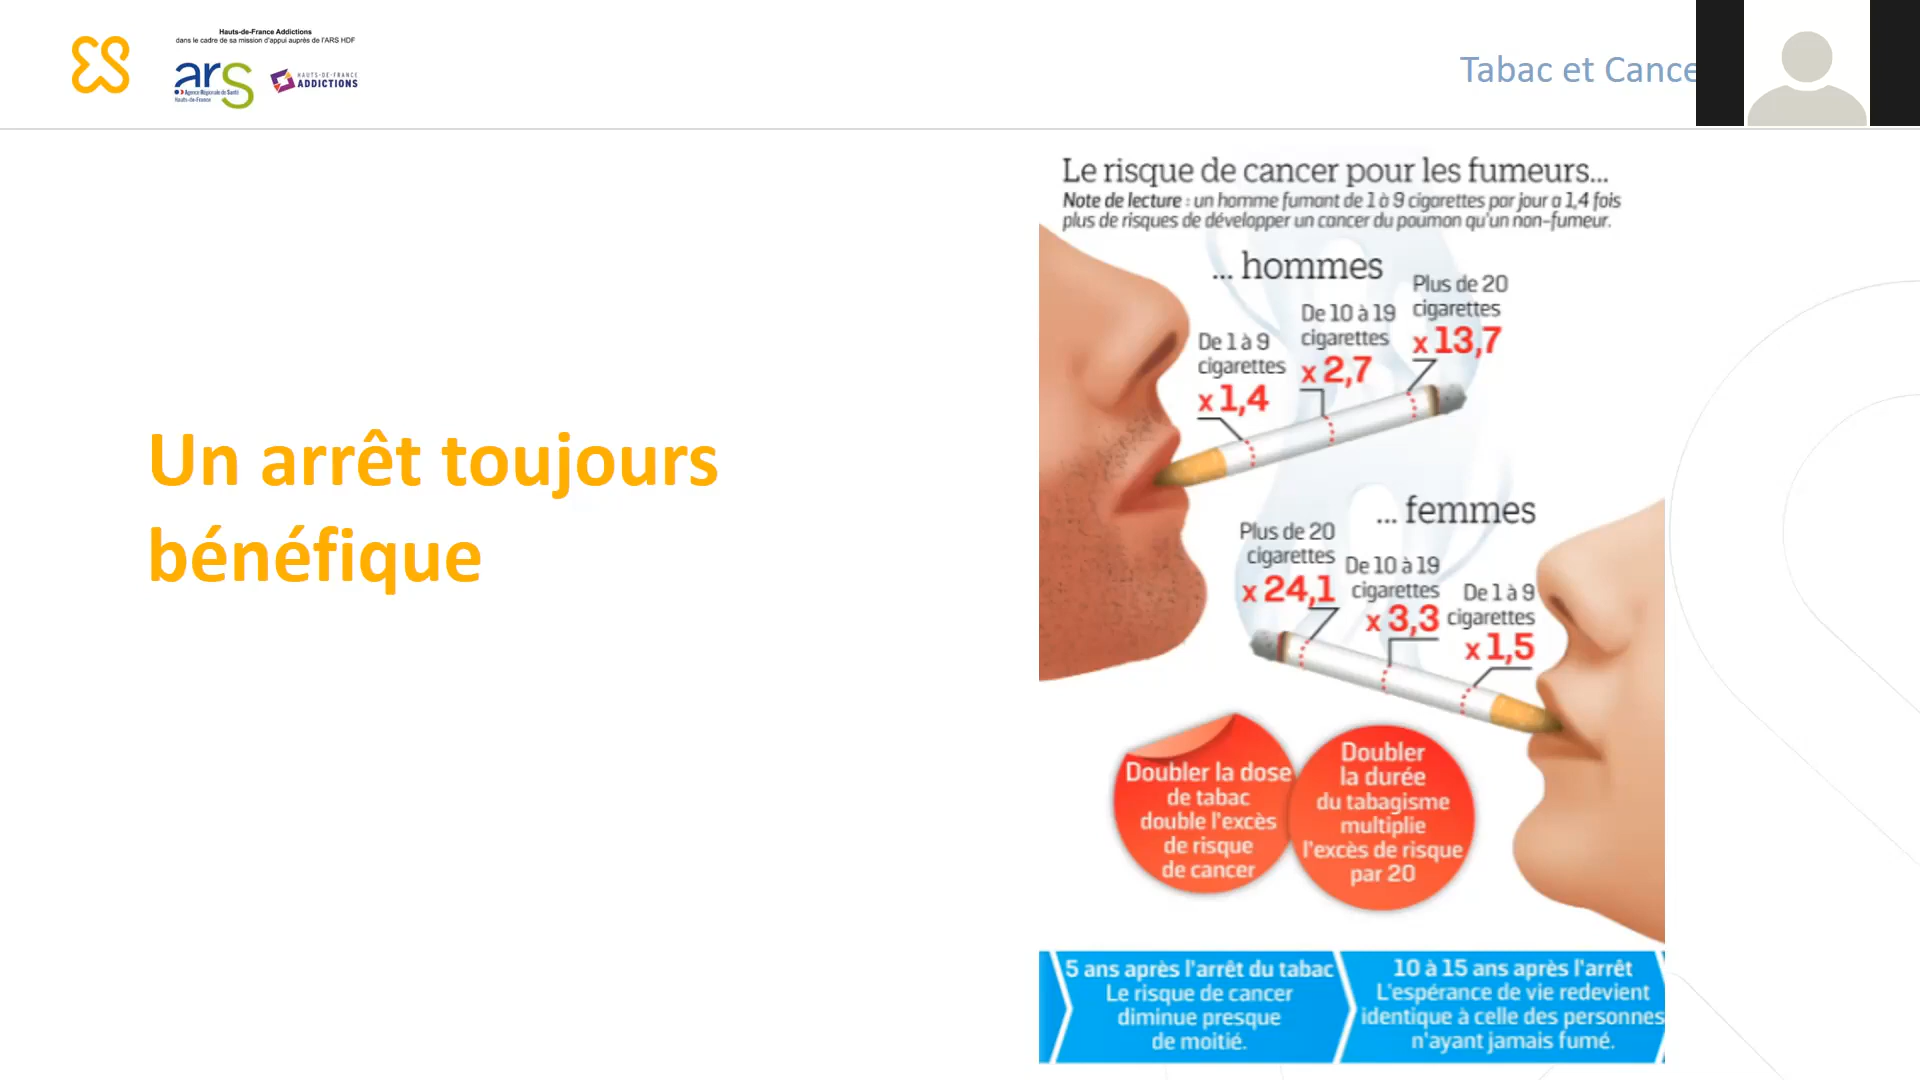 Hauts-de-France Addictions
dans le cadre de sa mission d'appui auprès de l'ARS HDF
ars
Agence Régionale de Santé
Hauts-de-France
HAUTS-DE-FRANCE
ADDICTIONS
Tabac et Cance
Un arrêt toujours
bénéfique
Le risque de cancer pour les fumeurs...
Note de lecture : un homme fumant de 1 à 9 cigarettes par jour a 1,4 fois
plus de risques de développer un cancer du poumon qu'un non-fumeur.
... hommes
De 1 à 9
cigarettes
x 1,4
De 10 à 19
cigarettes
x 2,7
Plus de 20
cigarettes
x 13,7
... femmes
Plus de 20
cigarettes
x 24,1
De 10 à 19
cigarettes
x 3,3
De 1 à 9
cigarettes
x 1,5
Doubler la dose
de tabac
double l'excès
de risque
de cancer
Doubler
la durée
du tabagisme
multiplie
l'excès de risque
par 20
5 ans après l'arrêt du tabac
Le risque de cancer
diminue presque
de moitié.
10 à 15 ans après l'arrêt
L'espérance de vie redevient
identique à celle des personnes
n'ayant jamais fumé.